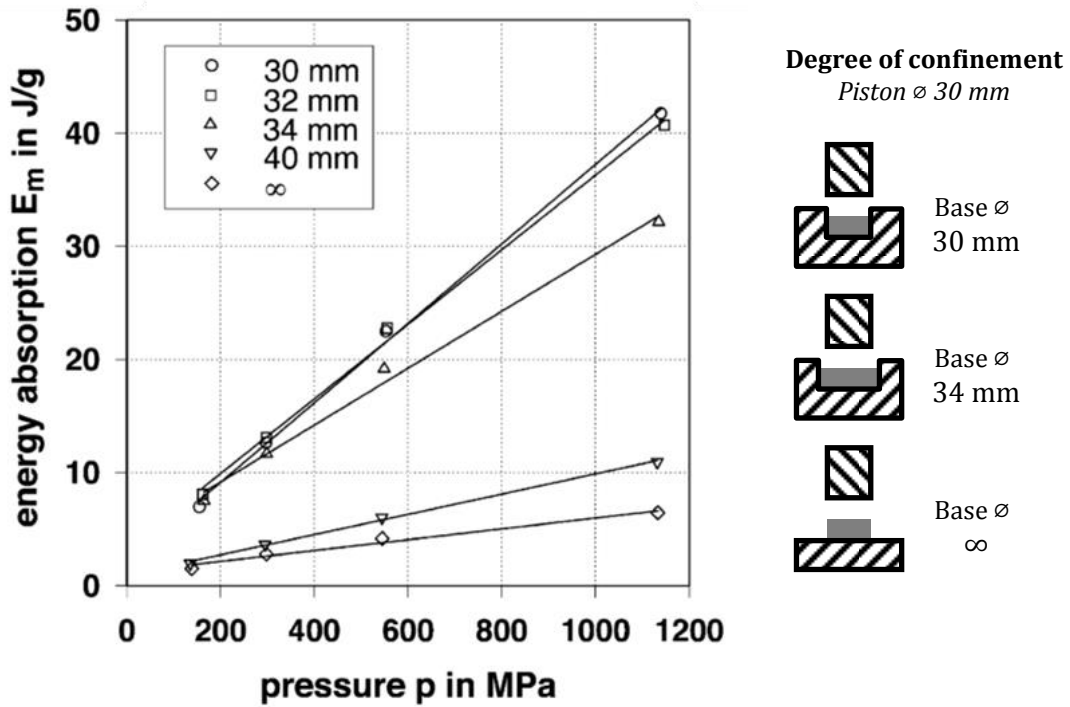 50
40
30
20
10
0
energy absorption Eₘ in J/g
30 mm
32 mm
34 mm
40 mm
∞
0
200
400
600
800
1000
1200
pressure p in MPa
Degree of confinement
Piston ⌀ 30 mm
Base ⌀
30 mm
Base ⌀
34 mm
Base ⌀
∞